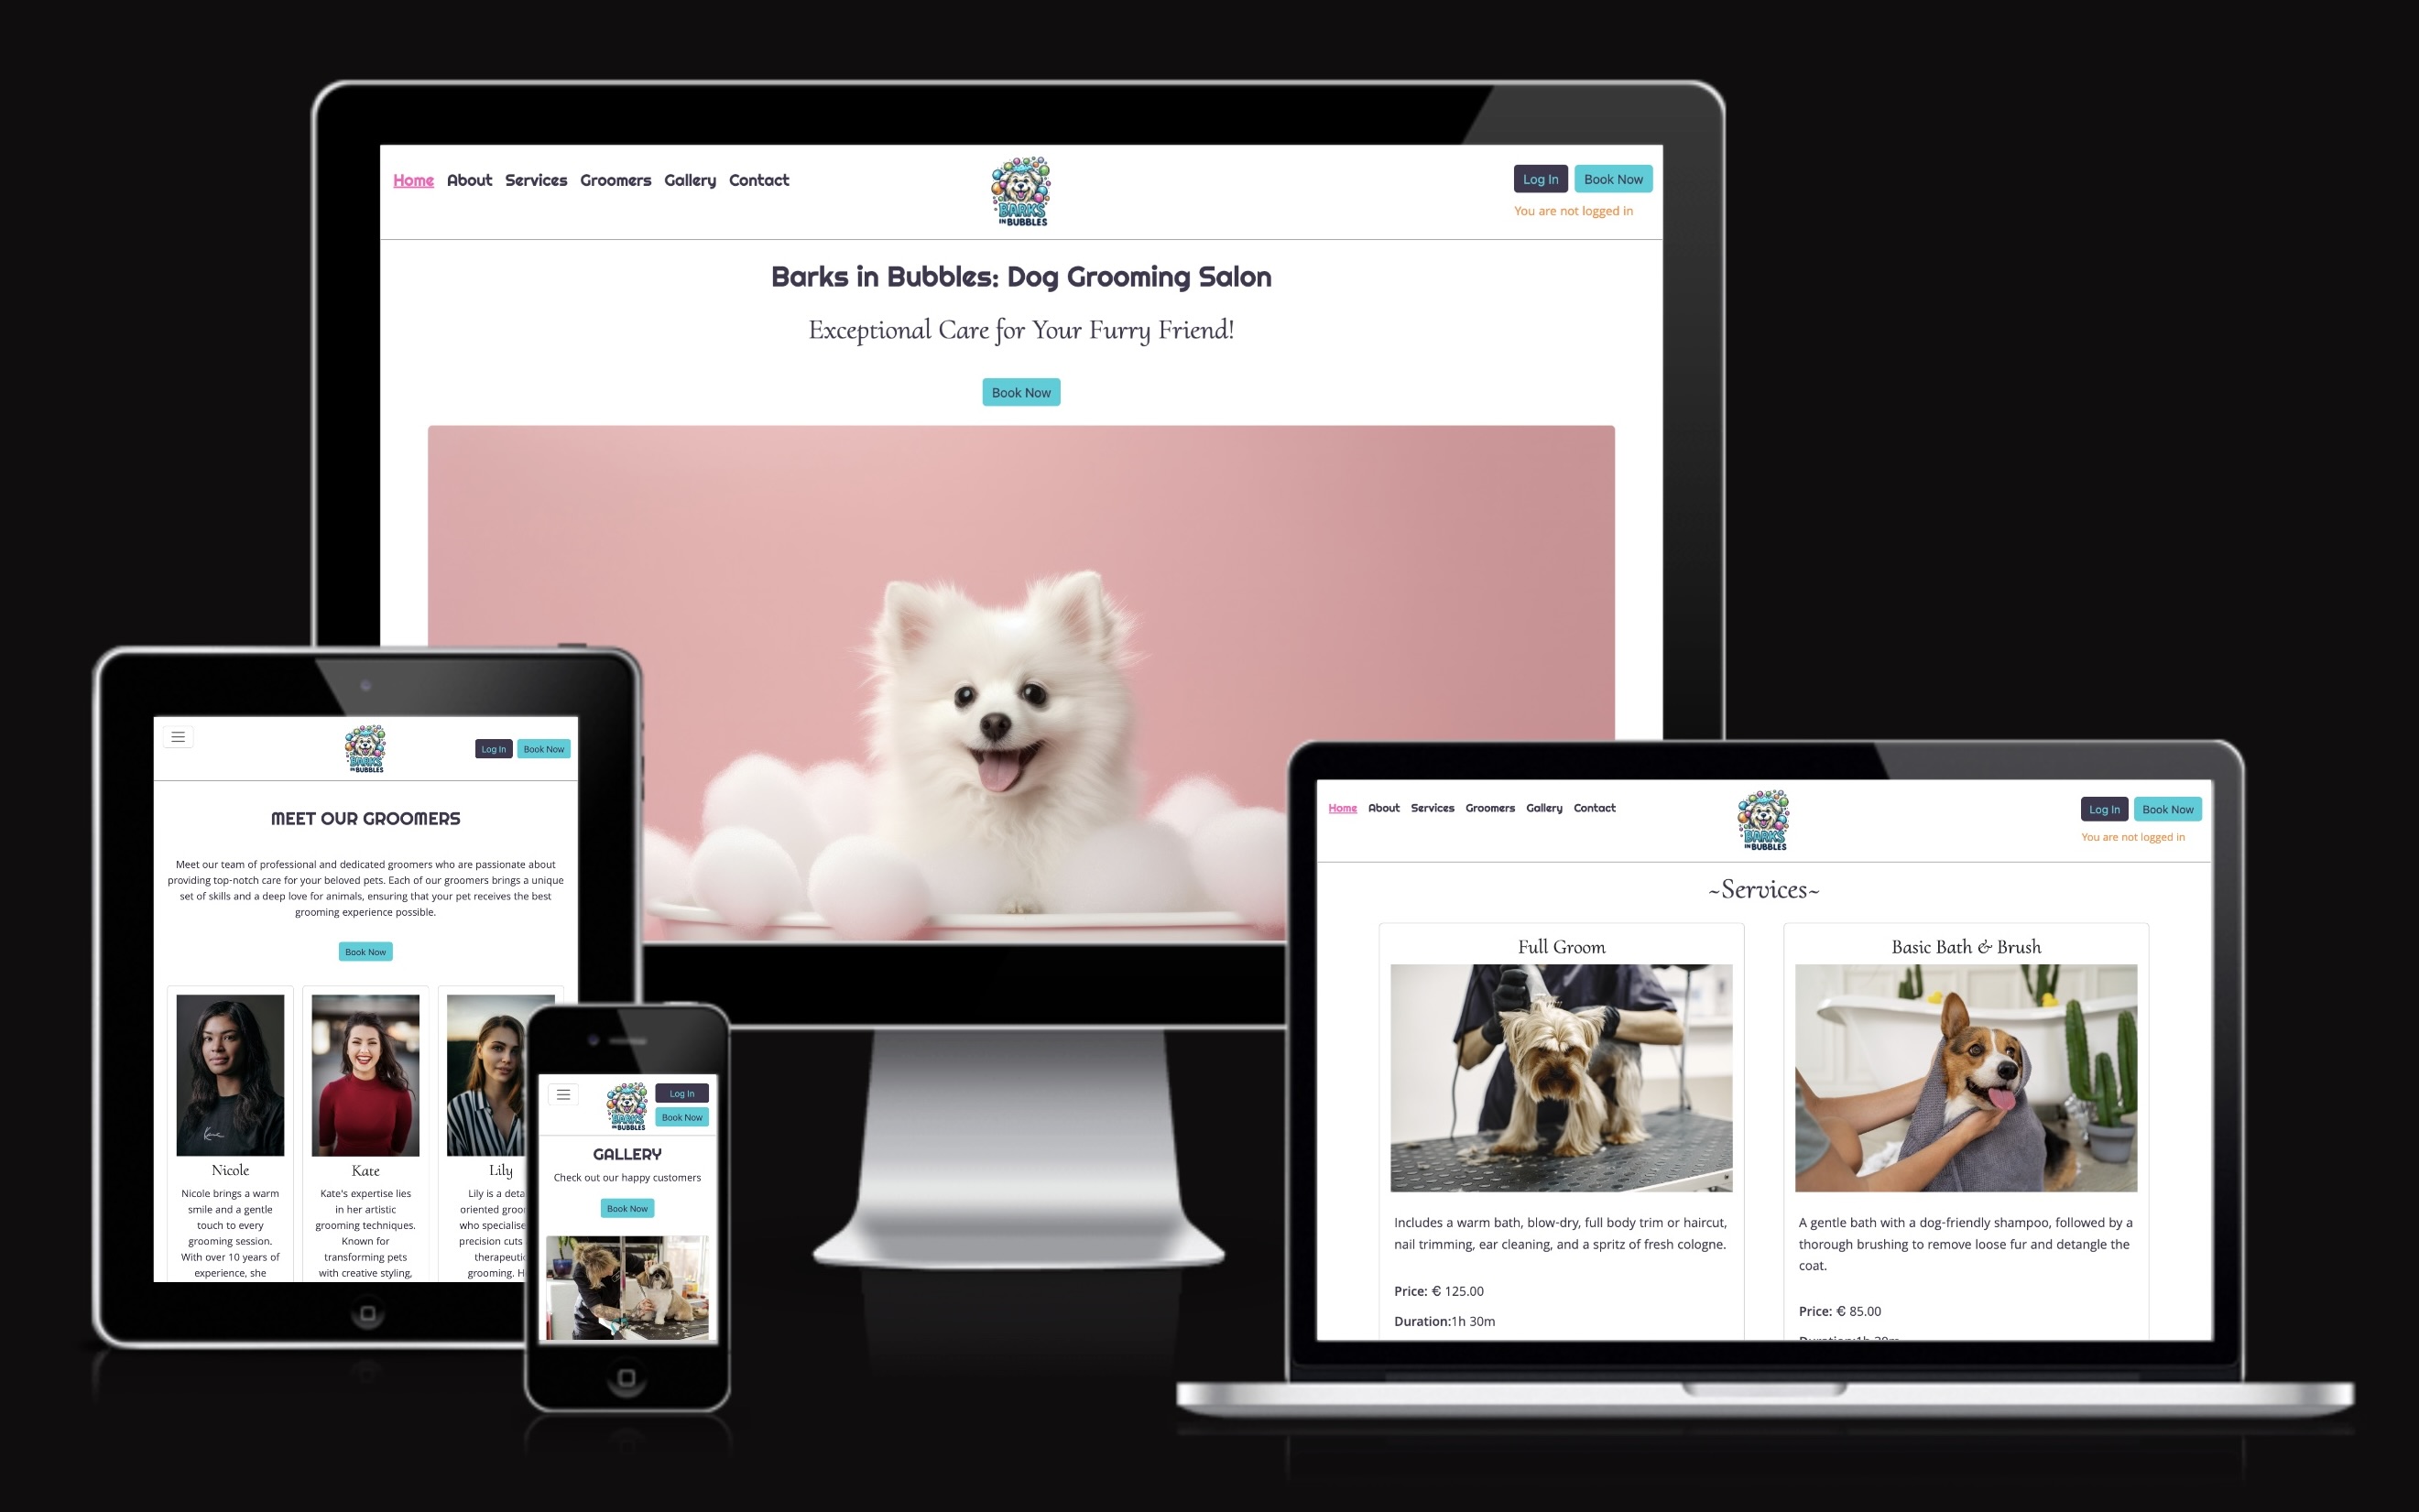 Home About Services Groomers Gallery Contact
BARKS
IN BUBBLES
Log In Book Now
You are not logged in
Barks in Bubbles: Dog Grooming Salon
Exceptional Care for Your Furry Friend!
Book Now
BARKS
IN BUBBLES
Log In Book Now
MEET OUR GROOMERS
Meet our team of professional and dedicated groomers who are passionate about
providing top-notch care for your beloved pets. Each of our groomers brings a unique
set of skills and a deep love for animals, ensuring that your pet receives the best
grooming experience possible.
Book Now
Nicole
Nicole brings a warm
smile and a gentle
touch to every
grooming session.
With over 10 years of
experience, she
Kate
Kate's expertise lies
in her artistic
grooming techniques.
Known for
transforming pets
with creative styling,
Lily
Lily is a deta
oriented groo
who specialise
precision cuts
therapeutic
grooming. H
BARKS
IN BUBBLES
Log In
Book Now
GALLERY
Check out our happy customers
Book Now
Home About Services Groomers Gallery Contact
BARKS
IN BUBBLES
Log In Book Now
You are not logged in
~Services~
Full Groom
Includes a warm bath, blow-dry, full body trim or haircut,
nail trimming, ear cleaning, and a spritz of fresh cologne.
Price: € 125.00
Duration:1h 30m
Basic Bath & Brush
A gentle bath with a dog-friendly shampoo, followed by a
thorough brushing to remove loose fur and detangle the
coat.
Price: € 85.00
Duration:1h 30m